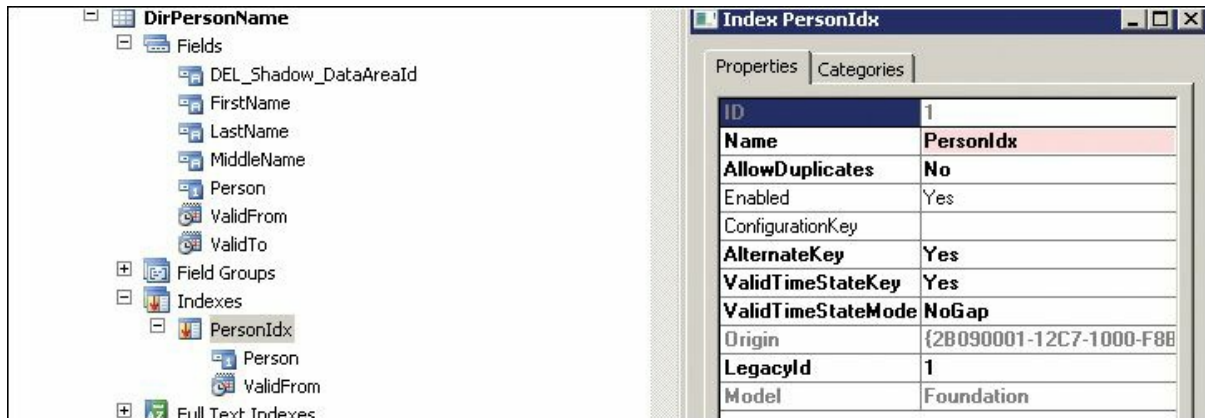 DirPersonName
Fields
DEL_Shadow_DataAreaId
FirstName
LastName
MiddleName
Person
ValidFrom
ValidTo
Field Groups
Indexes
PersonIdx
Person
ValidFrom
Full Text Indexes
Index PersonIdx
Properties Categories
ID 1
Name PersonIdx
AllowDuplicates No
Enabled Yes
ConfigurationKey
AlternateKey Yes
ValidTimeStateKey Yes
ValidTimeStateMode NoGap
Origin {2B090001-12C7-1000-F8B
LegacyId 1
Model Foundation